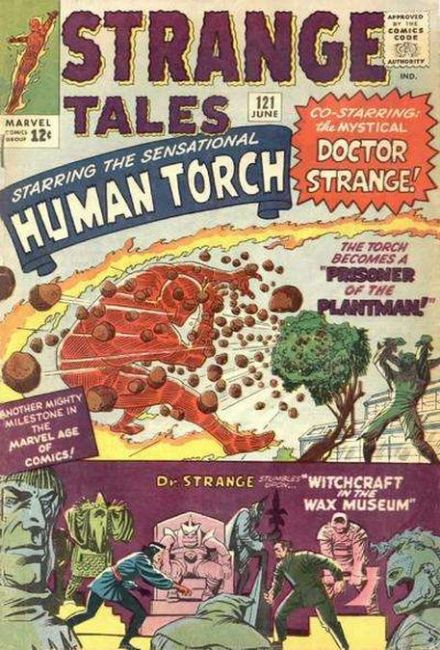 STRANGE
TALES
APPROVED
BY THE
COMICS
CODE
AUTHORITY
IND.
MARVEL
COMICS
GROUP 12¢
121
JUNE
STARRING THE SENSATIONAL
HUMAN TORCH
CO-STARRING:
the MYSTICAL
DOCTOR
STRANGE!
THE TORCH
BECOMES A
"PRISONER
OF THE
PLANTMAN!"
ANOTHER MIGHTY
MILESTONE IN
THE
MARVEL AGE
OF COMICS!
Dr. STRANGE STUMBLES UPON... "WITCHCRAFT
IN THE
WAX MUSEUM"